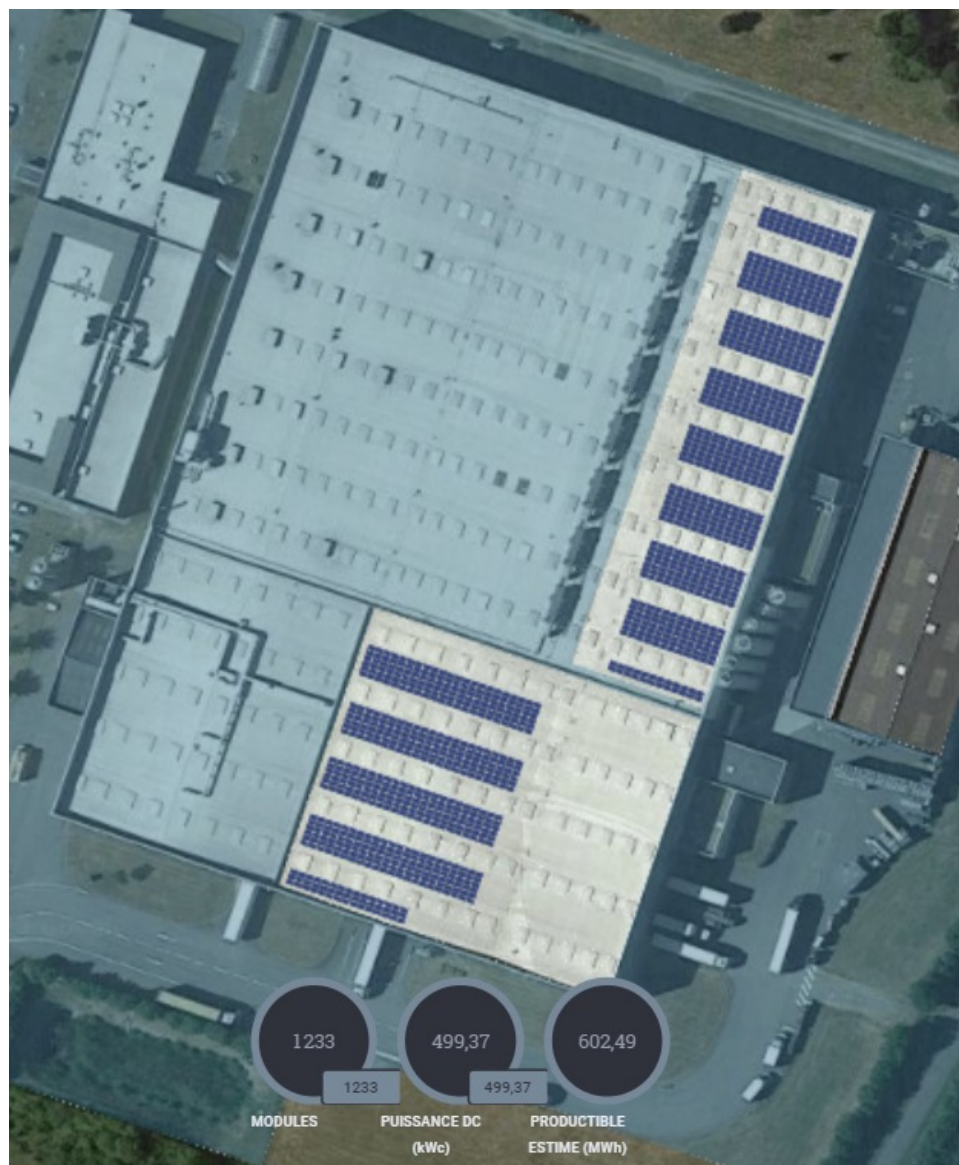 1233 499,37 602,49
1233 499,37
MODULES PUISSANCE DC PRODUCTIBLE
(kWc) ESTIME (MWh)